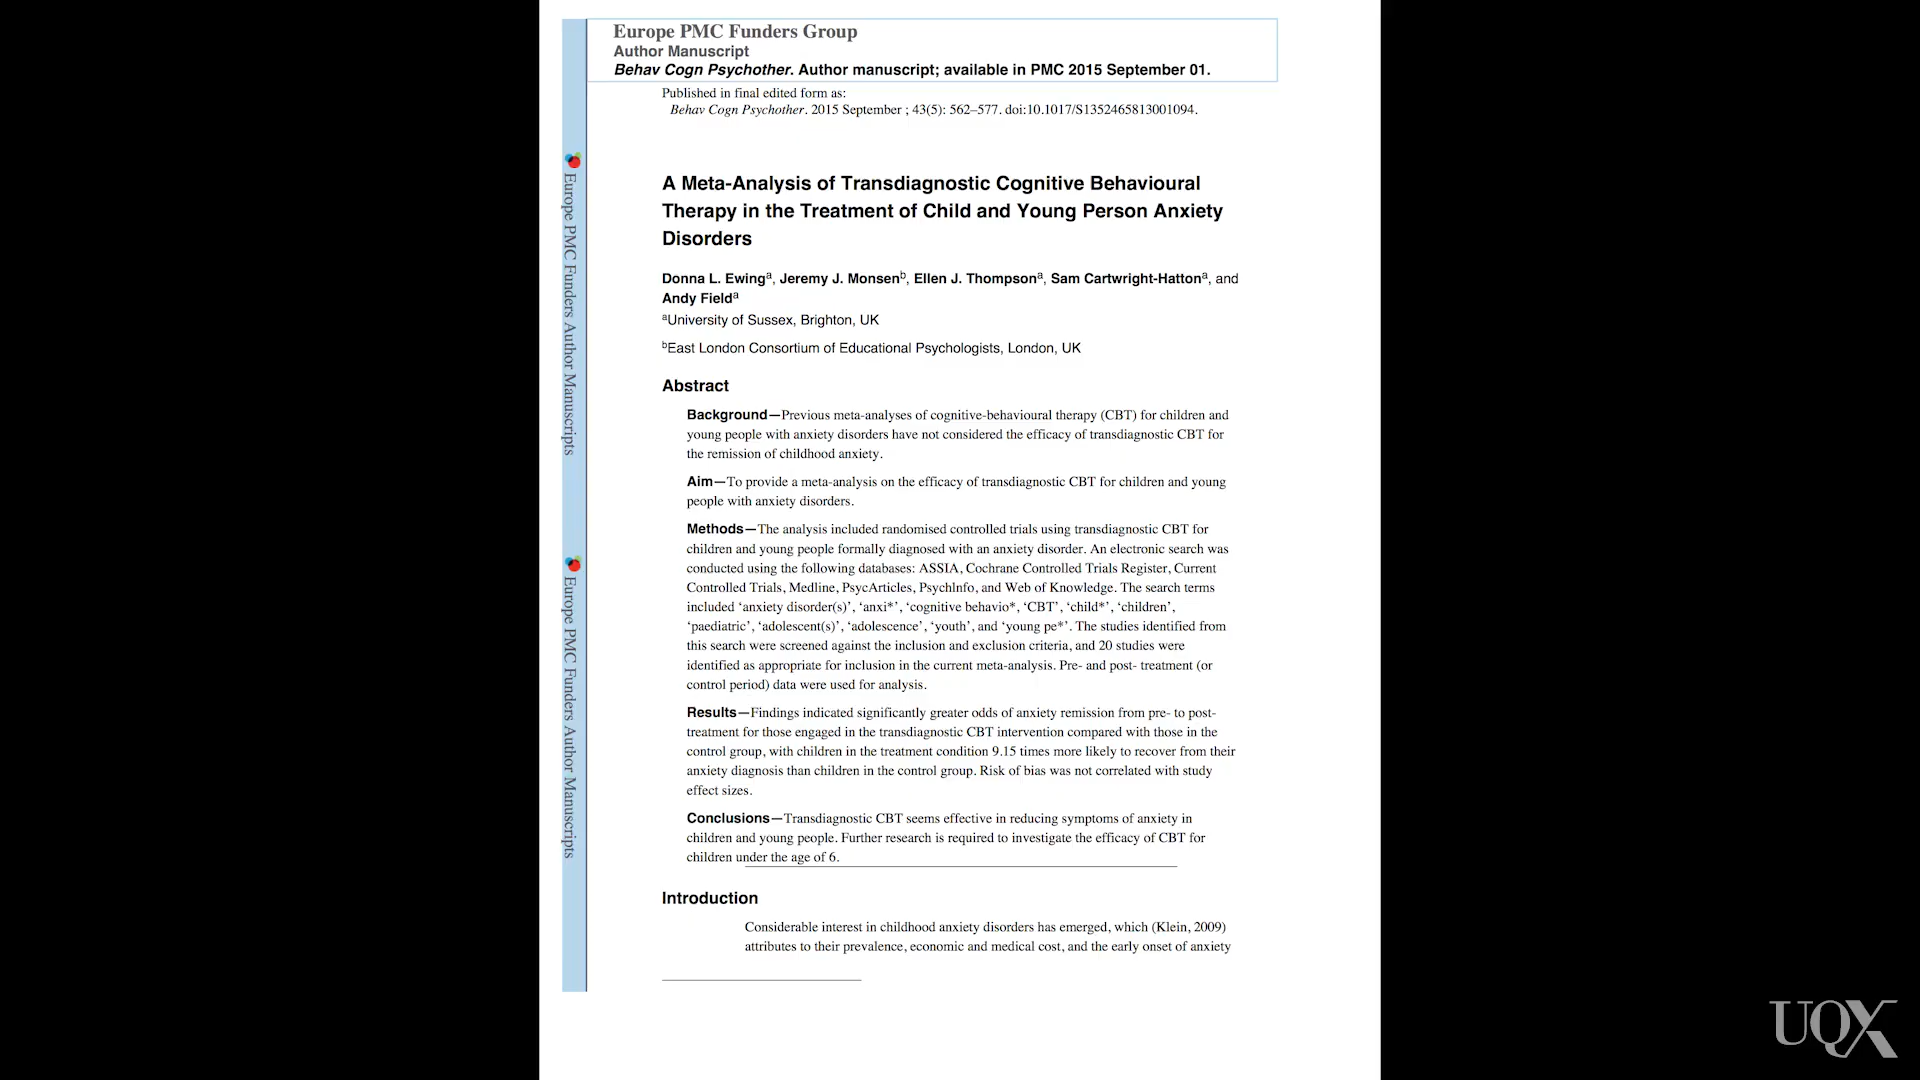 Europe PMC Funders Group
Author Manuscript
Behav Cogn Psychother. Author manuscript; available in PMC 2015 September 01.
Published in final edited form as:
Behav Cogn Psychother. 2015 September ; 43(5): 562–577. doi:10.1017/S1352465813001094.
Europe PMC Funders Author Manuscripts
Europe PMC Funders Author Manuscripts
A Meta-Analysis of Transdiagnostic Cognitive Behavioural
Therapy in the Treatment of Child and Young Person Anxiety
Disorders
Donna L. Ewingª, Jeremy J. Monsenᵇ, Ellen J. Thompsonª, Sam Cartwright-Hattonª, and
Andy Fieldª
ªUniversity of Sussex, Brighton, UK
ᵇEast London Consortium of Educational Psychologists, London, UK
Abstract
Background—Previous meta-analyses of cognitive-behavioural therapy (CBT) for children and
young people with anxiety disorders have not considered the efficacy of transdiagnostic CBT for
the remission of childhood anxiety.
Aim—To provide a meta-analysis on the efficacy of transdiagnostic CBT for children and young
people with anxiety disorders.
Methods—The analysis included randomised controlled trials using transdiagnostic CBT for
children and young people formally diagnosed with an anxiety disorder. An electronic search was
conducted using the following databases: ASSIA, Cochrane Controlled Trials Register, Current
Controlled Trials, Medline, PsycArticles, PsychInfo, and Web of Knowledge. The search terms
included ‘anxiety disorder(s)’, ‘anxi*’, ‘cognitive behavio*, ‘CBT’, ‘child*’, ‘children’,
‘paediatric’, ‘adolescent(s)’, ‘adolescence’, ‘youth’, and ‘young pe*’. The studies identified from
this search were screened against the inclusion and exclusion criteria, and 20 studies were
identified as appropriate for inclusion in the current meta-analysis. Pre- and post- treatment (or
control period) data were used for analysis.
Results—Findings indicated significantly greater odds of anxiety remission from pre- to post-
treatment for those engaged in the transdiagnostic CBT intervention compared with those in the
control group, with children in the treatment condition 9.15 times more likely to recover from their
anxiety diagnosis than children in the control group. Risk of bias was not correlated with study
effect sizes.
Conclusions—Transdiagnostic CBT seems effective in reducing symptoms of anxiety in
children and young people. Further research is required to investigate the efficacy of CBT for
children under the age of 6.
Introduction
Considerable interest in childhood anxiety disorders has emerged, which (Klein, 2009)
attributes to their prevalence, economic and medical cost, and the early onset of anxiety
UQX